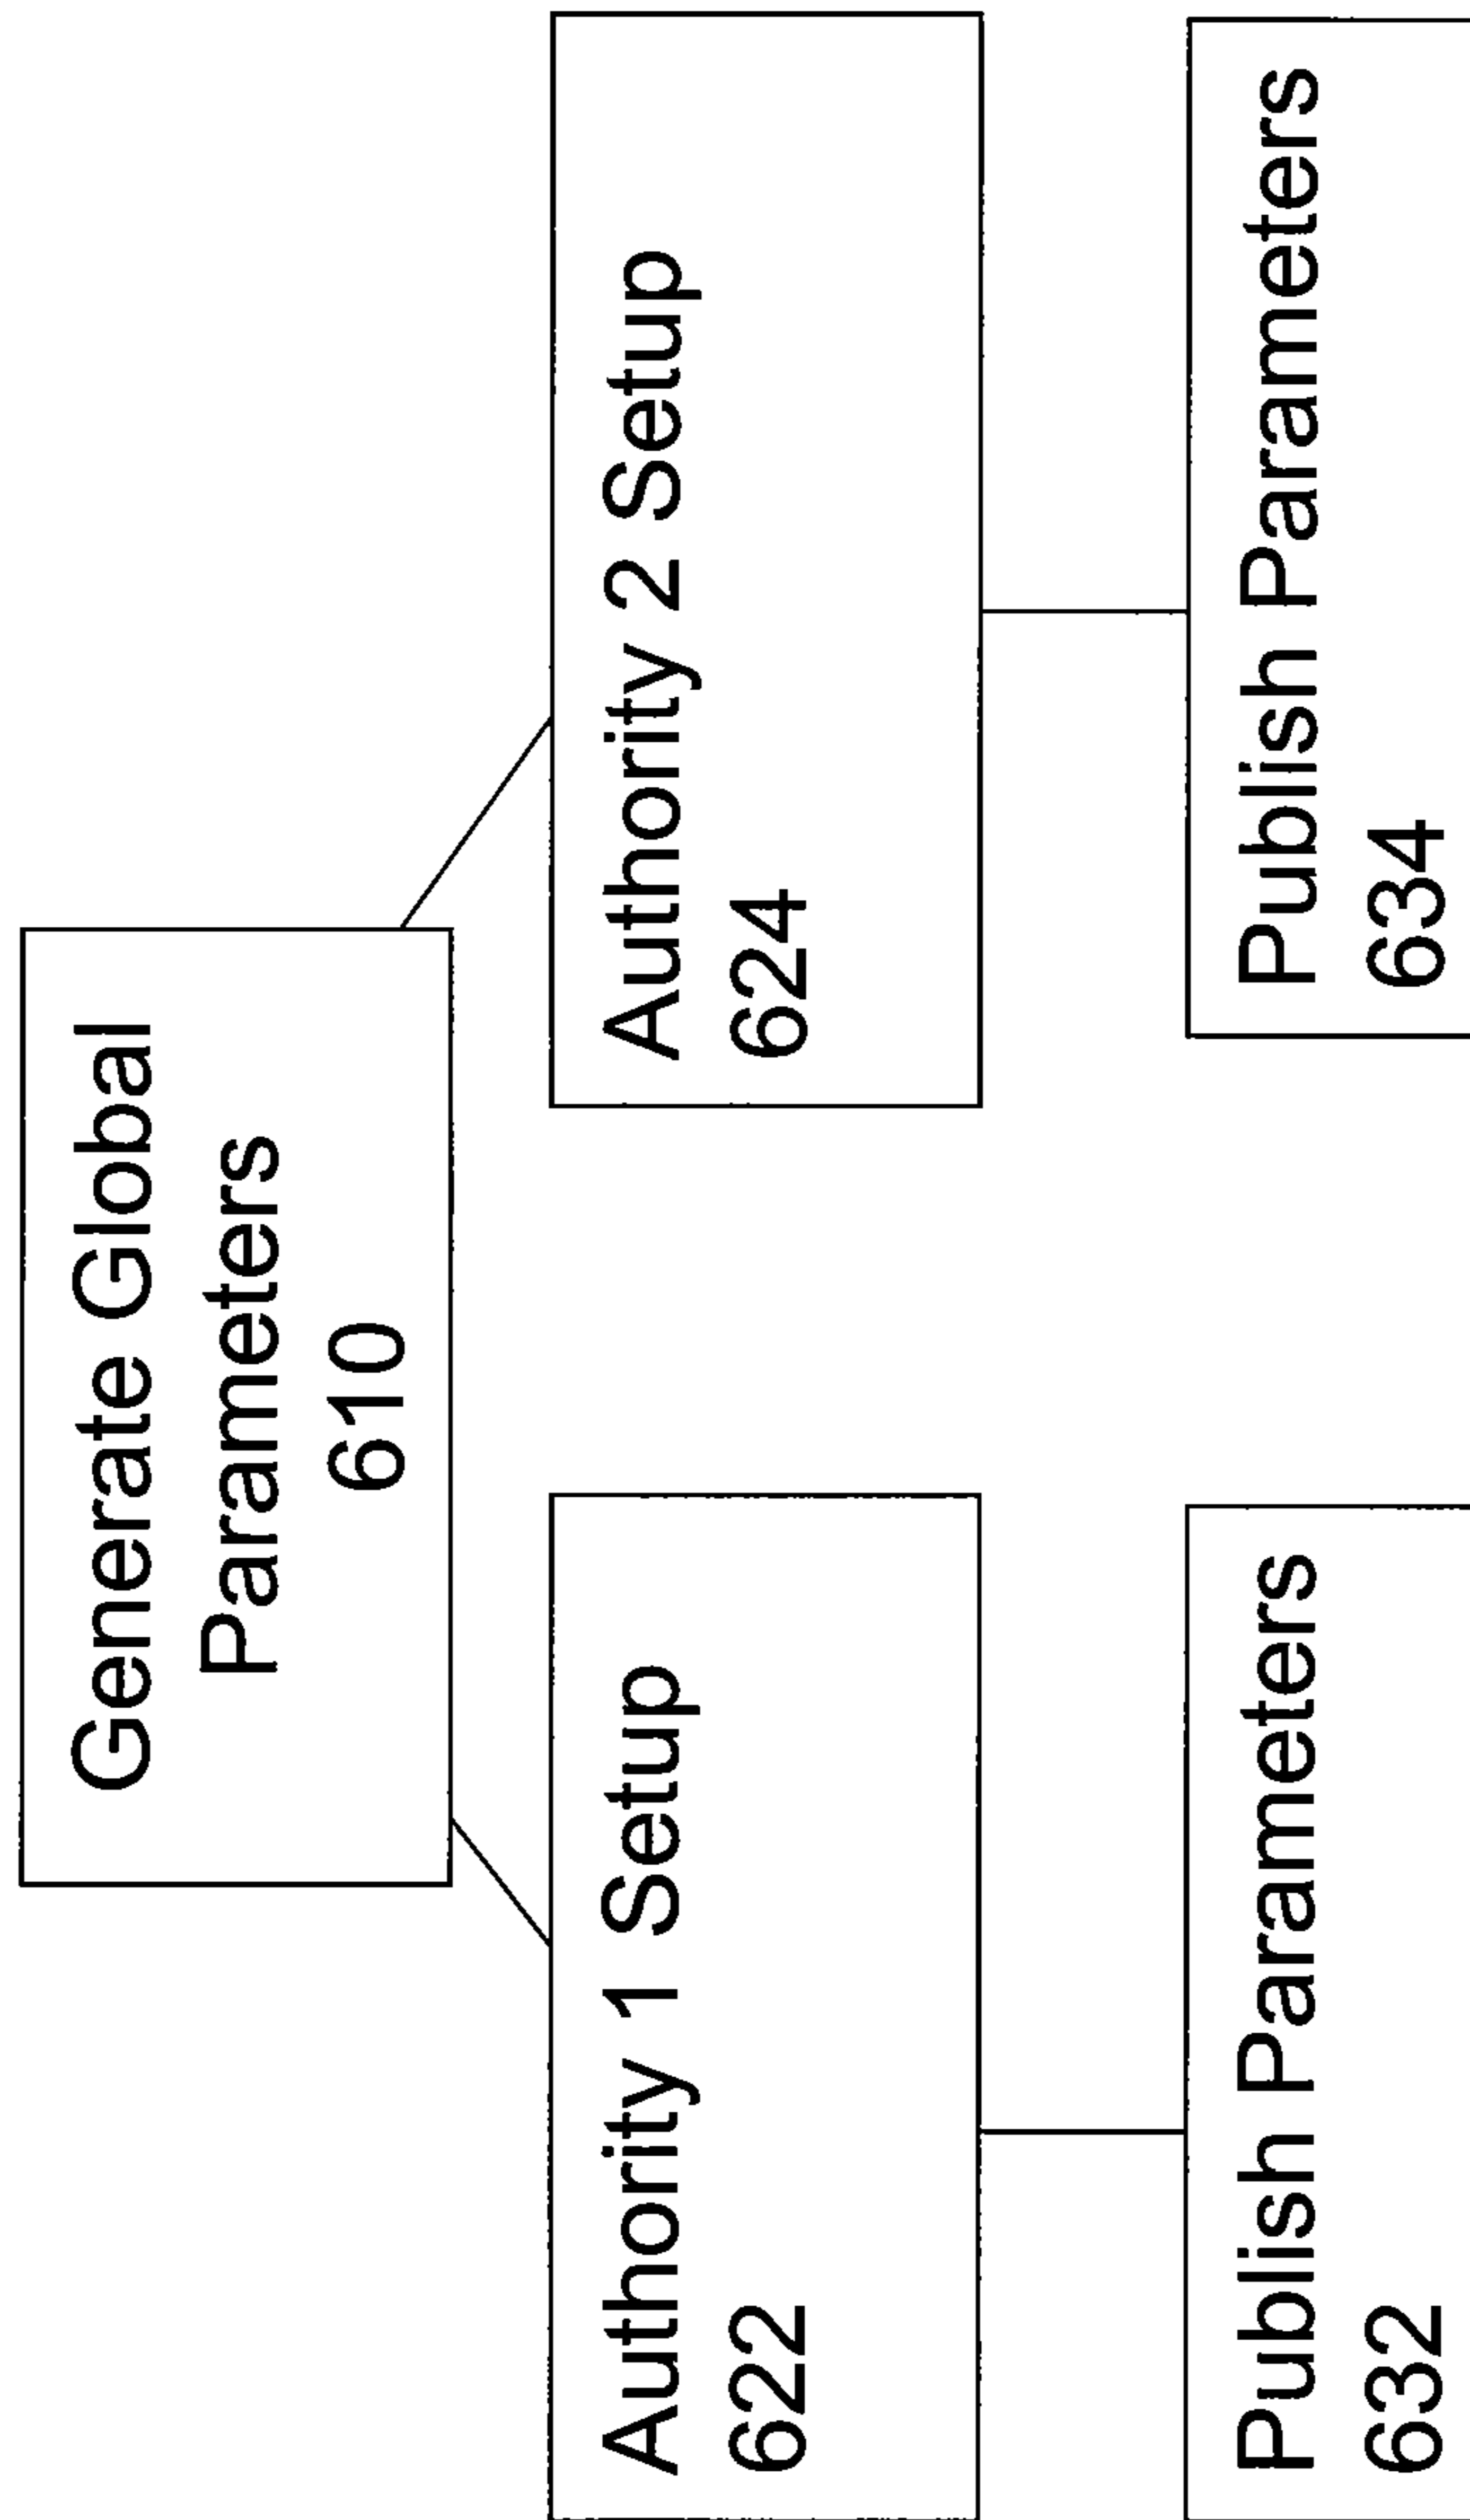 Generate Global
Parameters
610
Authority 1 Setup
622
Authority 2 Setup
624
Publish Parameters
632
Publish Parameters
634